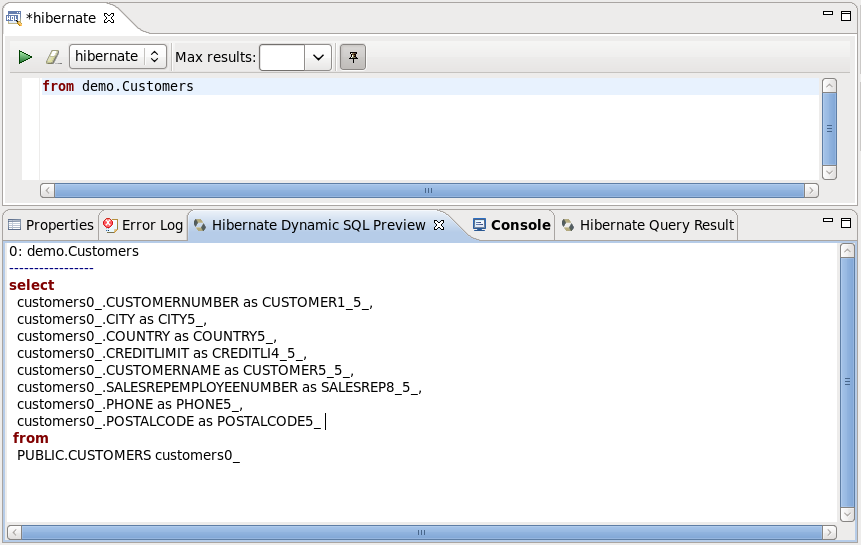 *hibernate
hibernate Max results:
from demo.Customers
Properties Error Log Hibernate Dynamic SQL Preview Console Hibernate Query Result
0: demo.Customers
-----------------
select
customers0_.CUSTOMERNUMBER as CUSTOMER1_5_,
customers0_.CITY as CITY5_,
customers0_.COUNTRY as COUNTRY5_,
customers0_.CREDITLIMIT as CREDITLI4_5_,
customers0_.CUSTOMERNAME as CUSTOMER5_5_,
customers0_.SALESREPEMPLOYEENUMBER as SALESREP8_5_,
customers0_.PHONE as PHONE5_,
customers0_.POSTALCODE as POSTALCODE5_
from
PUBLIC.CUSTOMERS customers0_